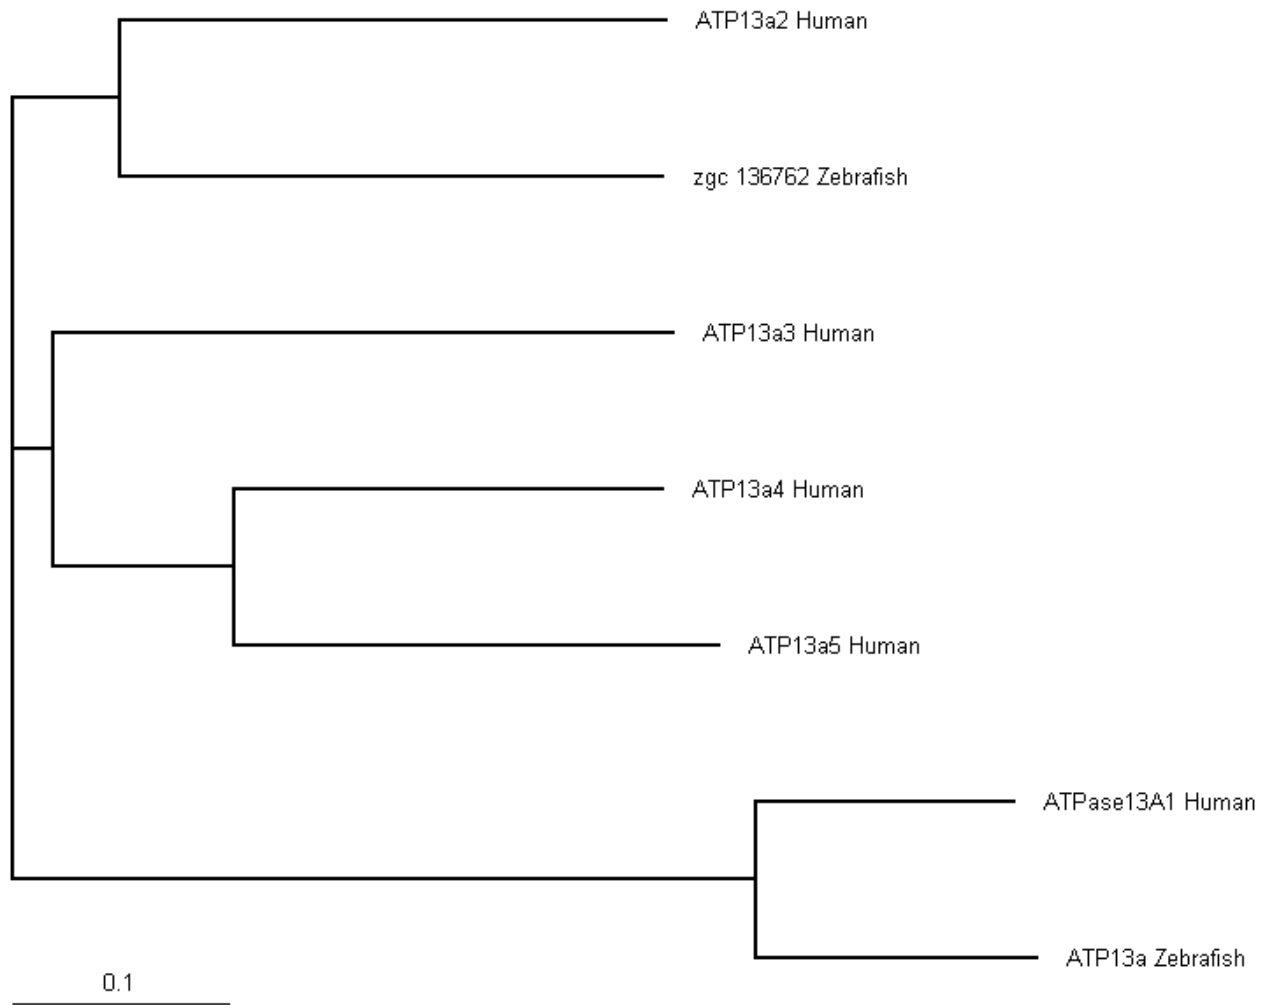 ATP13a2 Human
zgc 136762 Zebrafish
ATP13a3 Human
ATP13a4 Human
ATP13a5 Human
ATPase13A1 Human
ATP13a Zebrafish
0.1